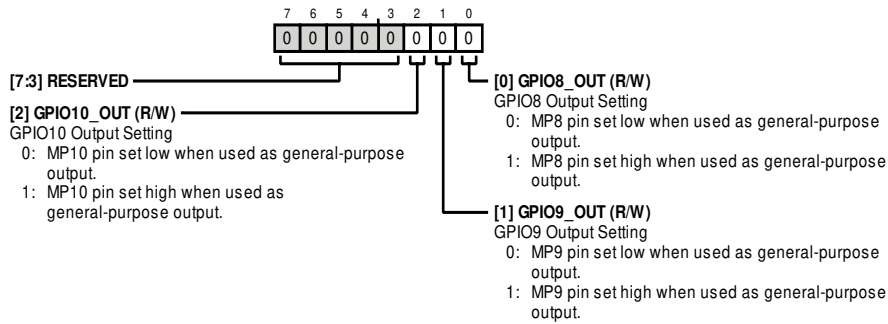 7 6 5 4 3 2 1 0
0 0 0 0 0 0 0 0
[7:3] RESERVED
[2] GPIO10_OUT (R/W)
GPIO10 Output Setting
0: MP10 pin set low when used as general-purpose
output.
1: MP10 pin set high when used as
general-purpose output.
[0] GPIO8_OUT (R/W)
GPIO8 Output Setting
0: MP8 pin set low when used as general-purpose
output.
1: MP8 pin set high when used as general-purpose
output.
[1] GPIO9_OUT (R/W)
GPIO9 Output Setting
0: MP9 pin set low when used as general-purpose
output.
1: MP9 pin set high when used as general-purpose
output.